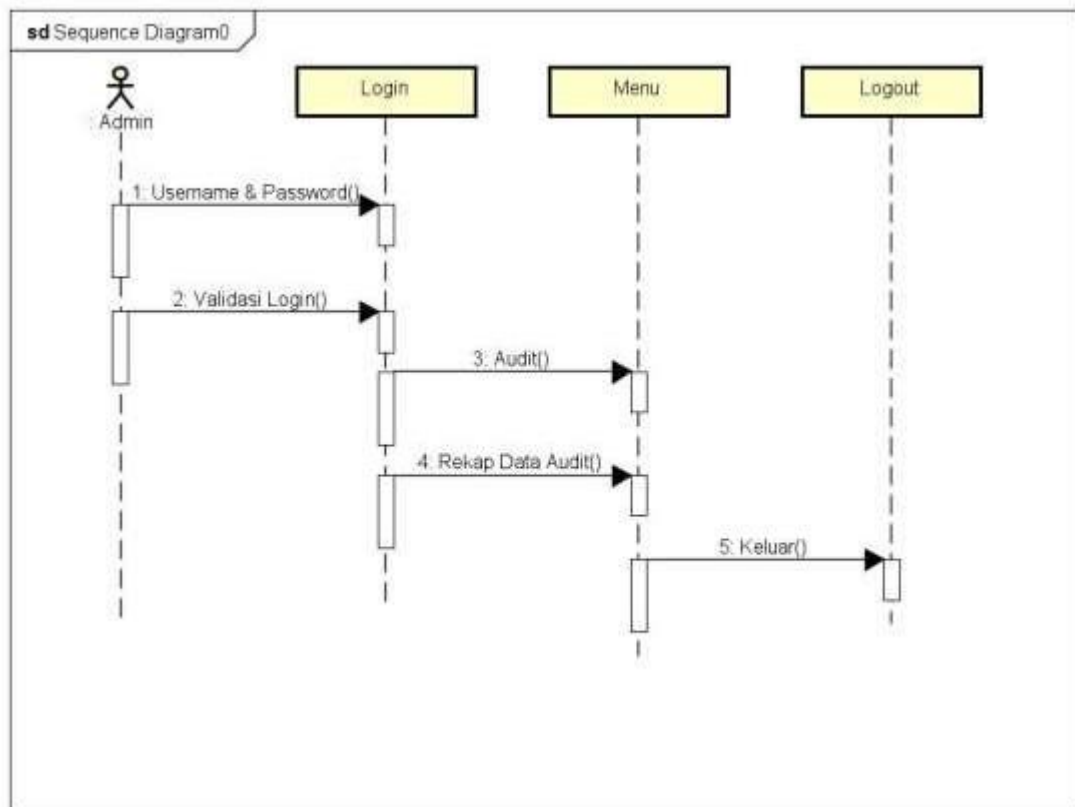 sd Sequence Diagram0
Login
Menu
Logout
: Admin
1: Username & Password()
2: Validasi Login()
3: Audit()
4: Rekap Data Audit()
5: Keluar()